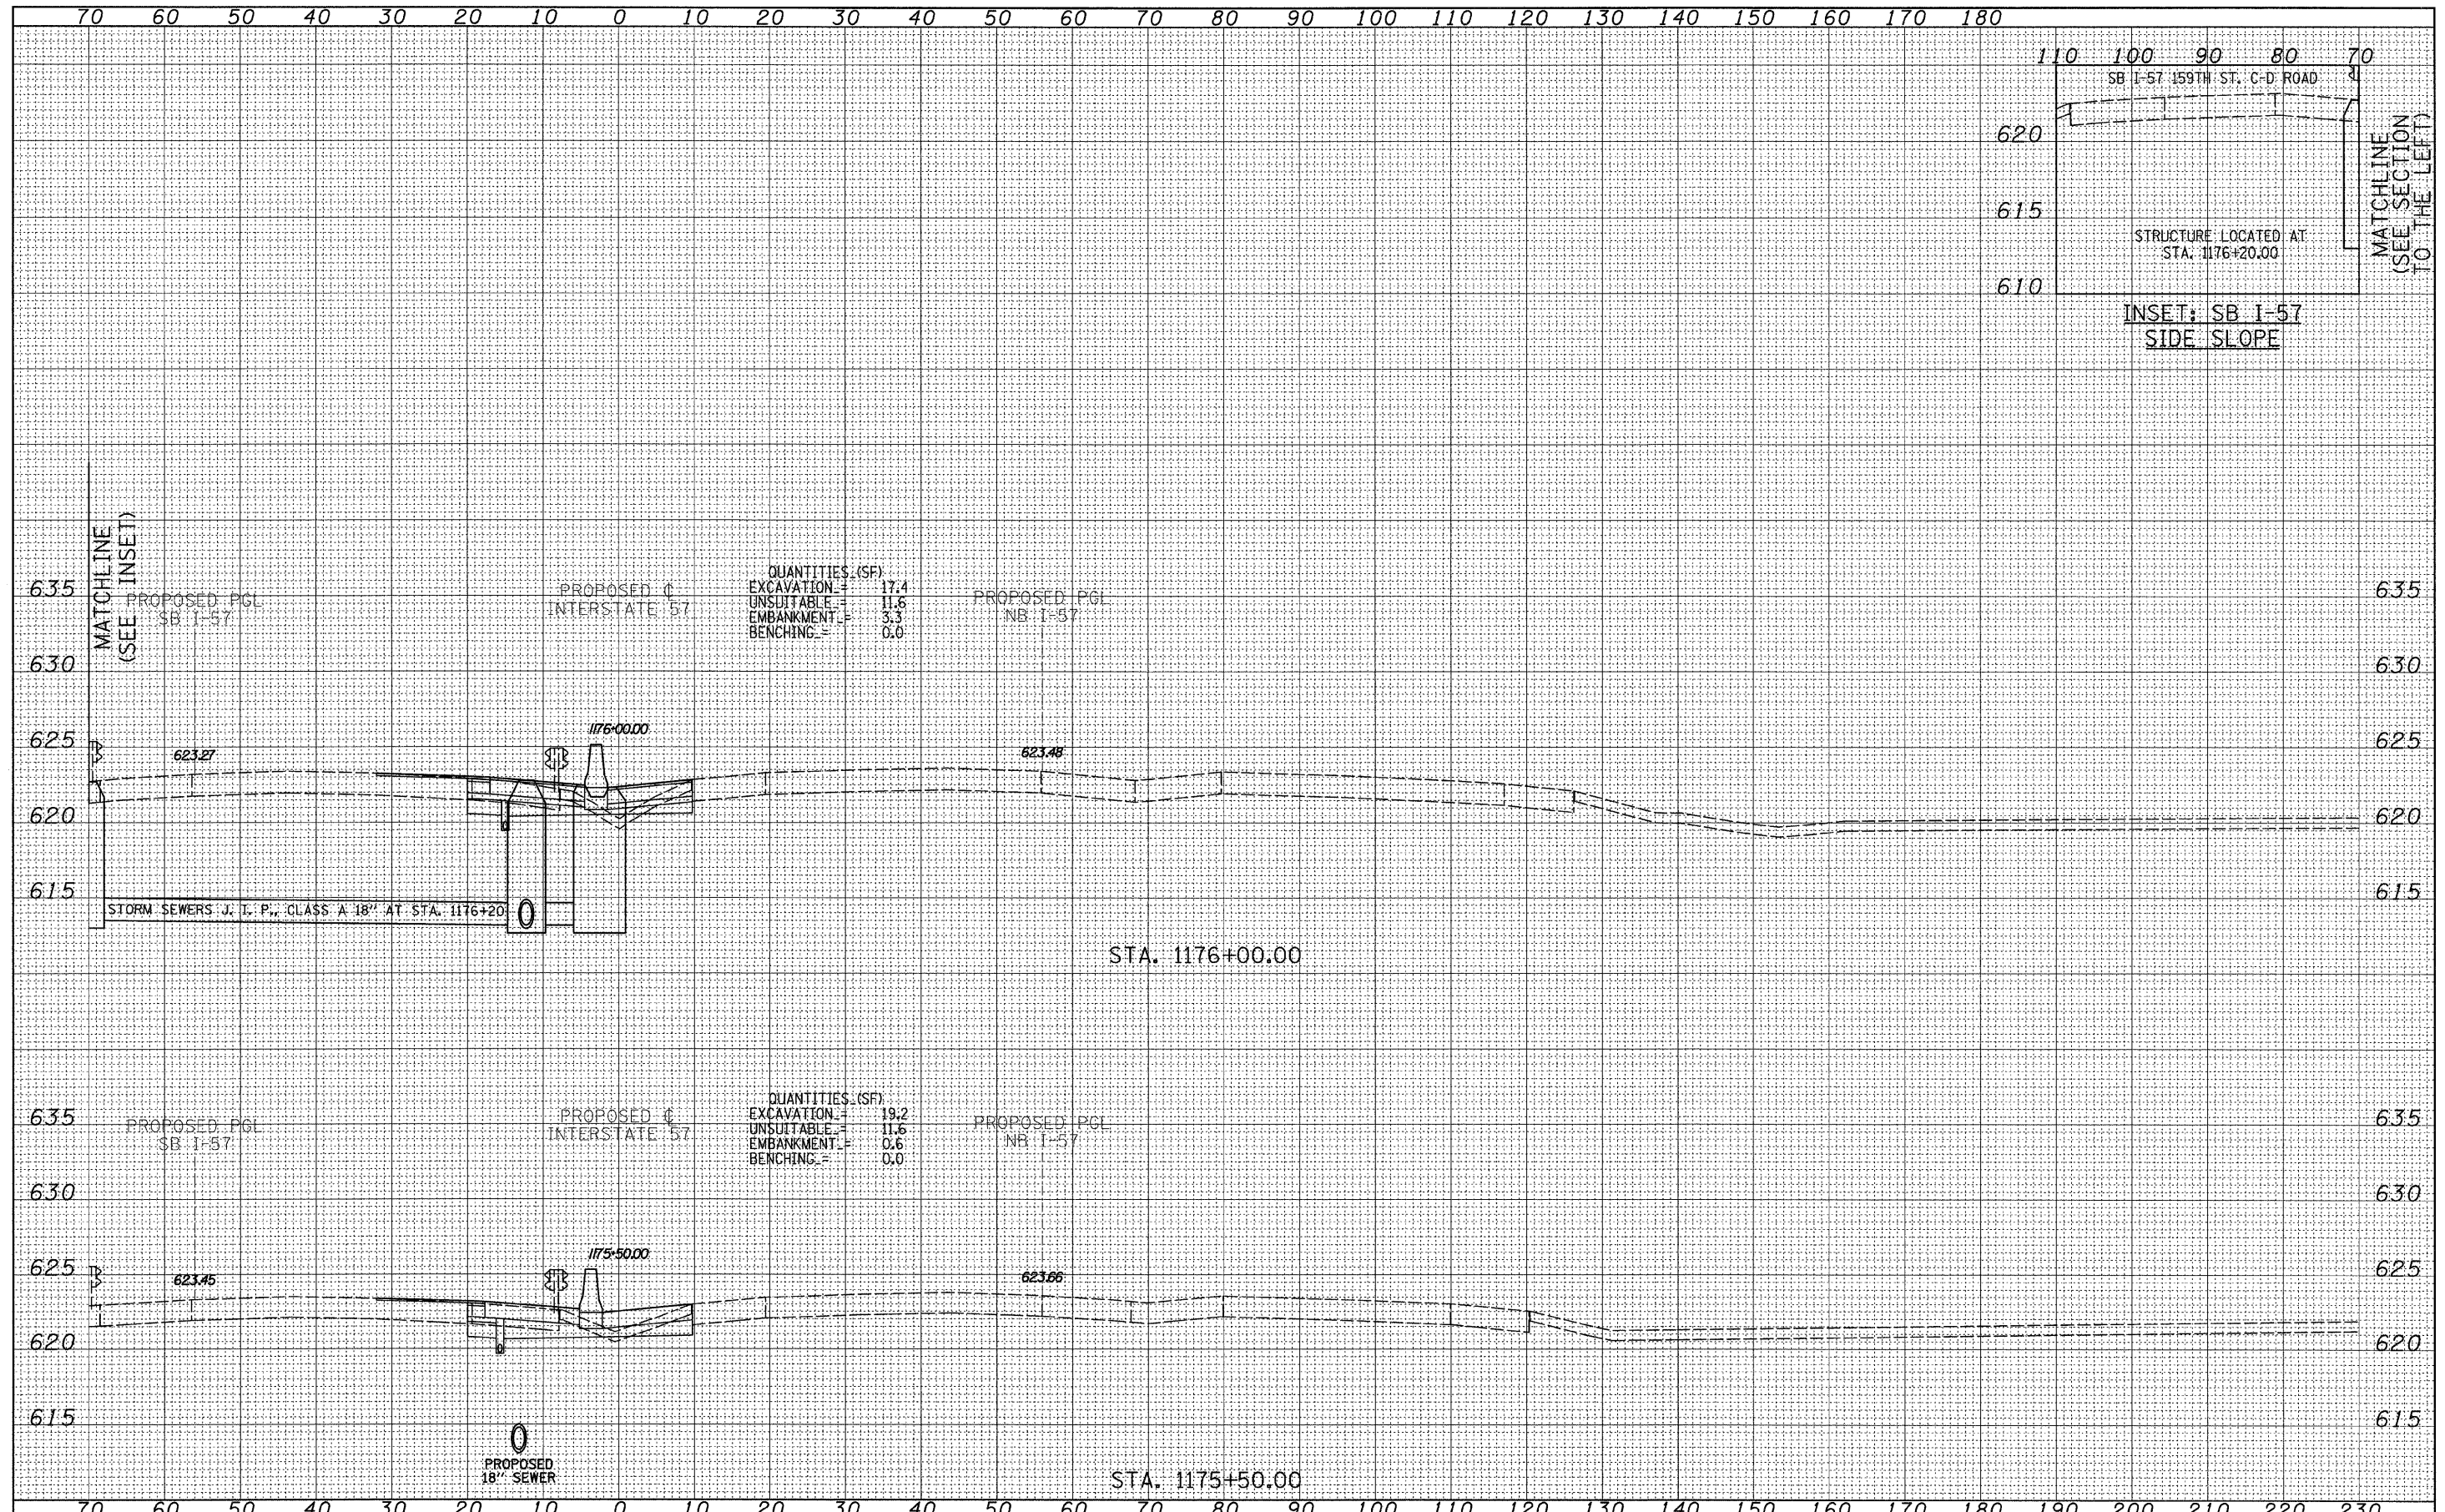 70 60 50 40 30 20 10 0 10 20 30 40 50 60 70 80 90 100 110 120 130 140 150 160 170 180
110 100 90 80 70
SB I-57 159TH ST. C-D ROAD
620
615
610
STRUCTURE LOCATED AT
STA. 1176+20.00
MATCHLINE
(SEE SECTION
TO THE LEFT)
INSET: SB I-57
SIDE SLOPE
MATCHLINE
(SEE INSET)
635
630
625
620
615
PROPOSED PGL
SB I-57
PROPOSED ℄
INTERSTATE 57
QUANTITIES (SF)
EXCAVATION = 17.4
UNSUITABLE = 11.6
EMBANKMENT = 3.3
BENCHING = 0.0
PROPOSED PGL
NB I-57
635
630
625
620
615
623.27
1176+00.00
623.48
STORM SEWERS J. I. P., CLASS A 18" AT STA. 1176+20
STA. 1176+00.00
635
630
625
620
615
PROPOSED PGL
SB I-57
PROPOSED ℄
INTERSTATE 57
QUANTITIES (SF)
EXCAVATION = 19.2
UNSUITABLE = 11.6
EMBANKMENT = 0.6
BENCHING = 0.0
PROPOSED PGL
NB I-57
635
630
625
620
615
623.45
1175+50.00
623.66
PROPOSED
18" SEWER
STA. 1175+50.00
70 60 50 40 30 20 10 0 10 20 30 40 50 60 70 80 90 100 110 120 130 140 150 160 170 180 190 200 210 220 230